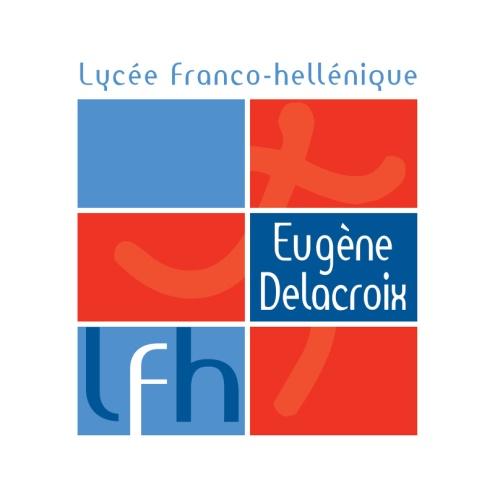 Lycée franco-hellénique
Eugène
Delacroix
lfh